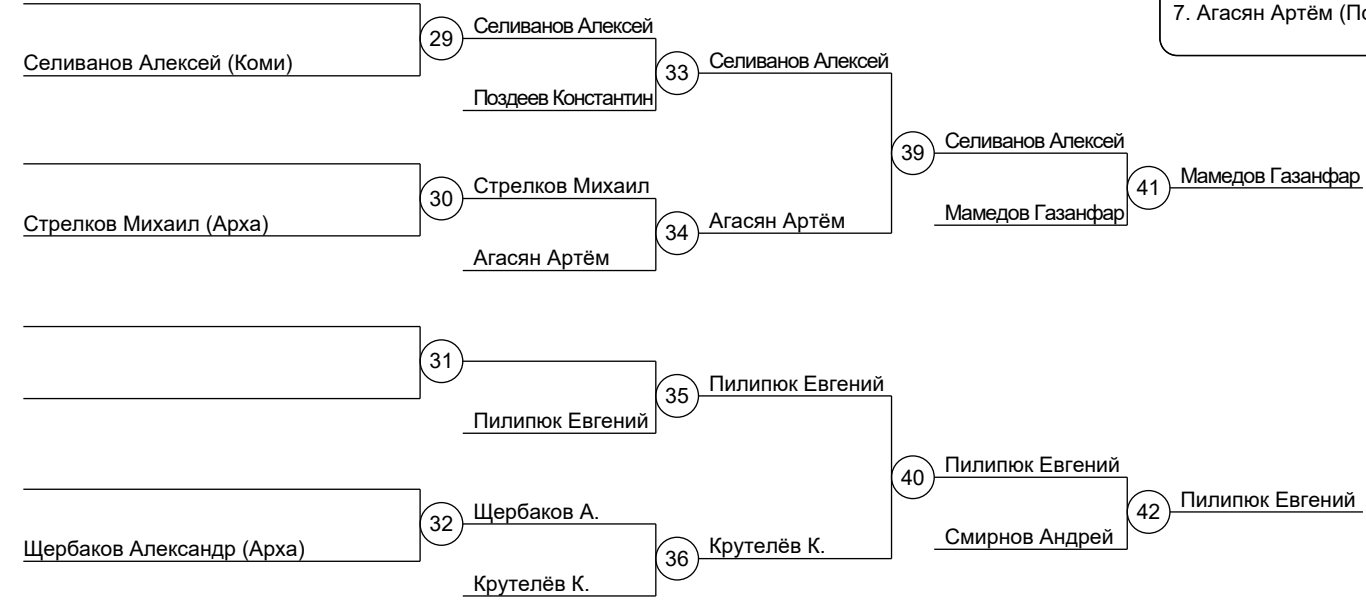 7. Агасян Артём (По
29
Селиванов Алексей
Селиванов Алексей (Коми)
33
Селиванов Алексей
Поздеев Константин
39
Селиванов Алексей
41
Мамедов Газанфар
Мамедов Газанфар
30
Стрелков Михаил
Стрелков Михаил (Арха)
34
Агасян Артём
Агасян Артём
31
35
Пилипюк Евгений
Пилипюк Евгений
40
Пилипюк Евгений
42
Пилипюк Евгений
Смирнов Андрей
32
Щербаков А.
Щербаков Александр (Арха)
36
Крутелёв К.
Крутелёв К.